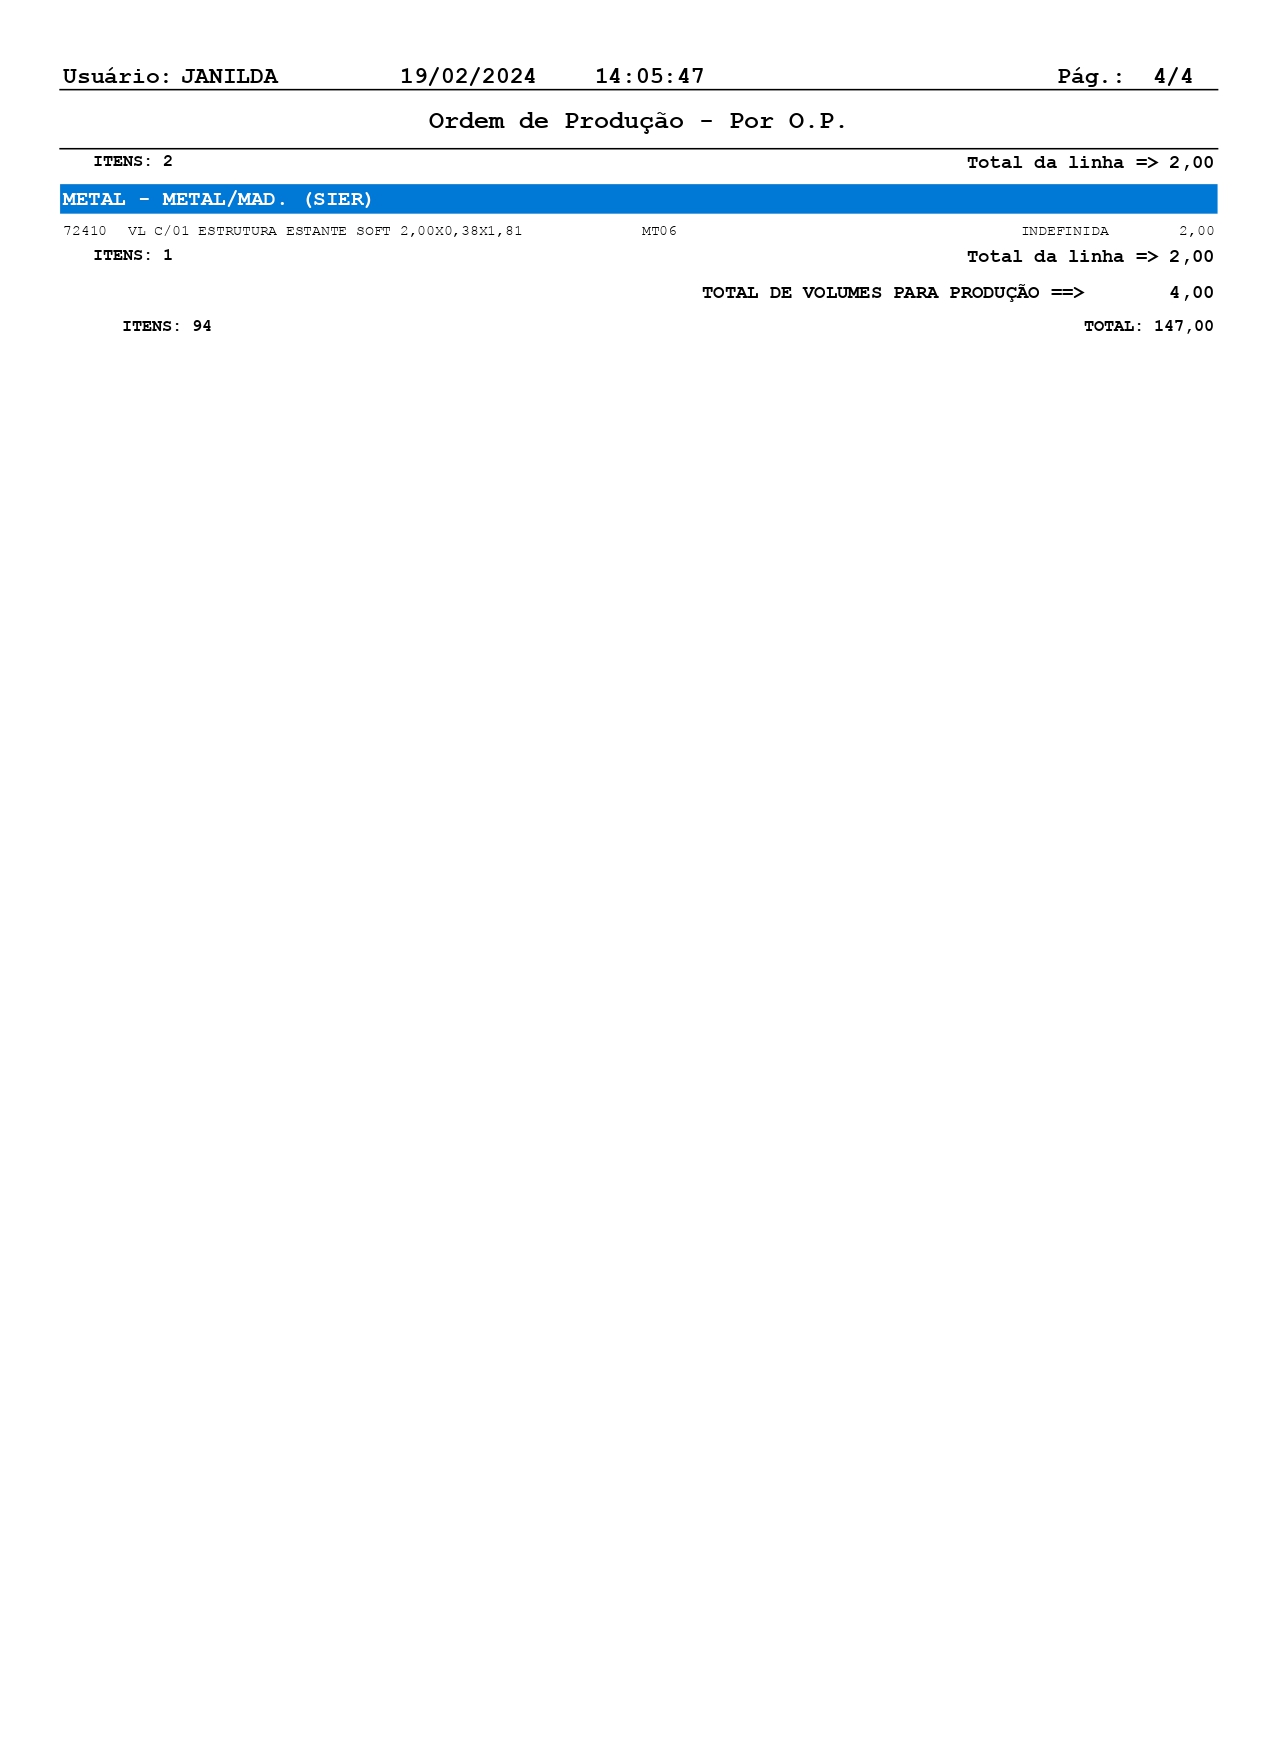 Usuário: JANILDA 19/02/2024 14:05:47 Pág.: 4/4
Ordem de Produção - Por O.P.
ITENS: 2 Total da linha => 2,00
METAL - METAL/MAD. (SIER)
72410 VL C/01 ESTRUTURA ESTANTE SOFT 2,00X0,38X1,81 MT06 INDEFINIDA 2,00
ITENS: 1 Total da linha => 2,00
TOTAL DE VOLUMES PARA PRODUÇÃO ==> 4,00
ITENS: 94 TOTAL: 147,00